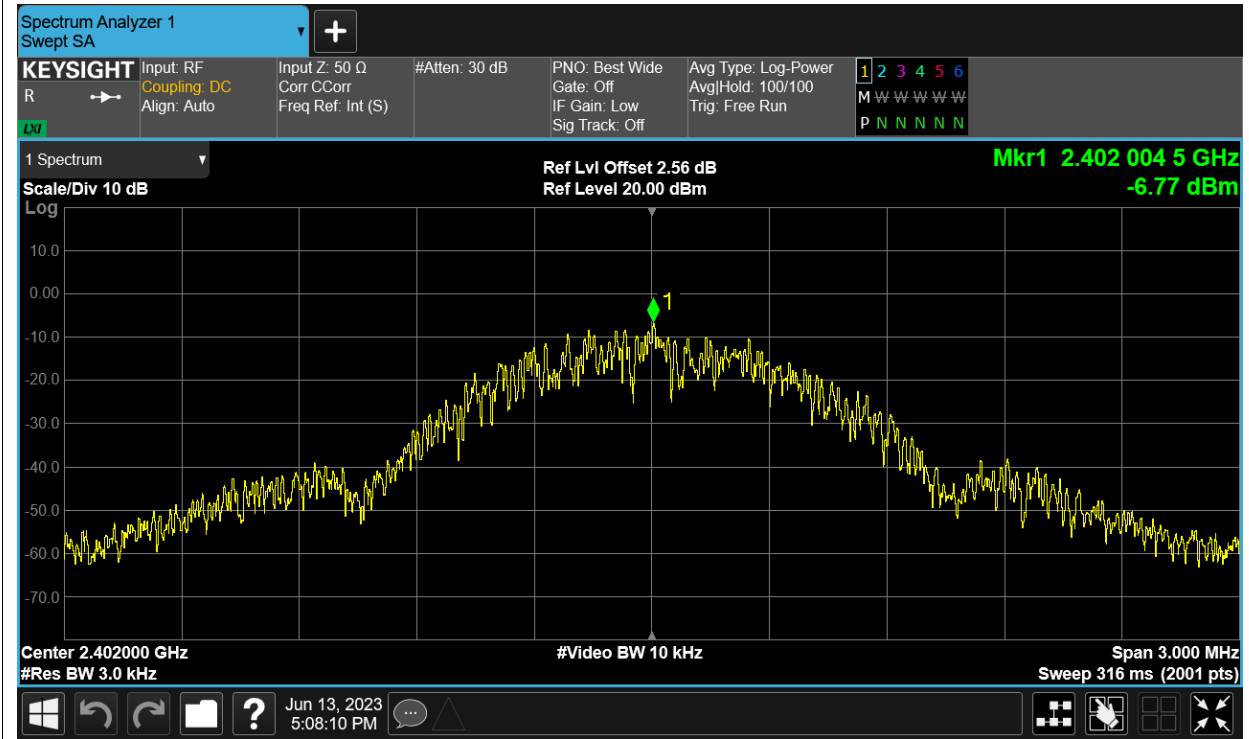 Spectrum Analyzer 1
Swept SA
KEYSIGHT
R
LXI
Input: RF
Coupling: DC
Align: Auto
Input Z: 50 Ω
Corr CCorr
Freq Ref: Int (S)
#Atten: 30 dB
PNO: Best Wide
Gate: Off
IF Gain: Low
Sig Track: Off
Avg Type: Log-Power
Avg|Hold: 100/100
Trig: Free Run
1 2 3 4 5 6
M W W W W W
P N N N N N
1 Spectrum
Scale/Div 10 dB
Log
Ref Lvl Offset 2.56 dB
Ref Level 20.00 dBm
Mkr1 2.402 004 5 GHz
-6.77 dBm
1
10.0
0.00
-10.0
-20.0
-30.0
-40.0
-50.0
-60.0
-70.0
Center 2.402000 GHz
#Res BW 3.0 kHz
#Video BW 10 kHz
Span 3.000 MHz
Sweep 316 ms (2001 pts)
?
Jun 13, 2023
5:08:10 PM